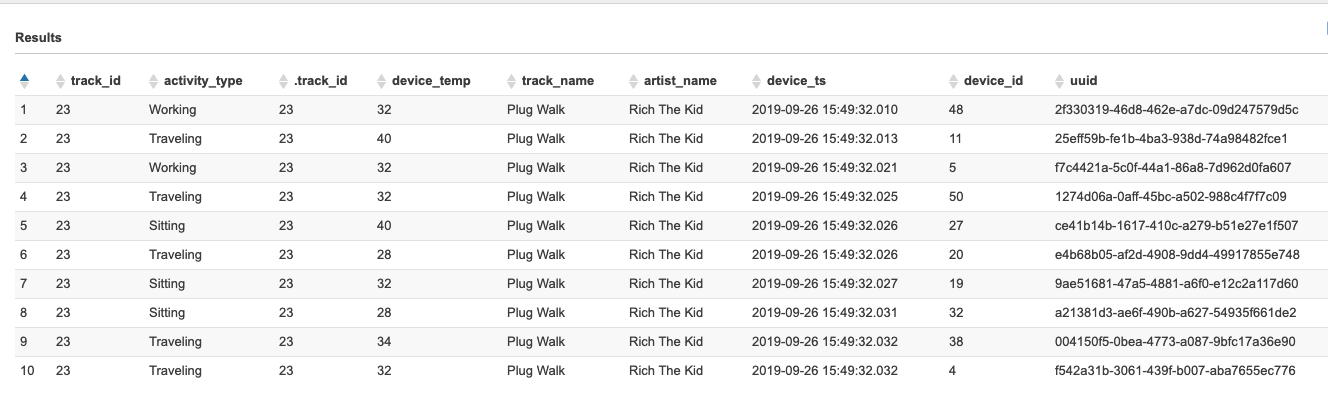 Results
track_id activity_type .track_id device_temp track_name artist_name device_ts device_id uuid
1 23 Working 23 32 Plug Walk Rich The Kid 2019-09-26 15:49:32.010 48 2f330319-46d8-462e-a7dc-09d247579d5c
2 23 Traveling 23 40 Plug Walk Rich The Kid 2019-09-26 15:49:32.013 11 25eff59b-fe1b-4ba3-938d-74a98482fce1
3 23 Working 23 32 Plug Walk Rich The Kid 2019-09-26 15:49:32.021 5 f7c4421a-5c0f-44a1-86a8-7d962d0fa607
4 23 Traveling 23 32 Plug Walk Rich The Kid 2019-09-26 15:49:32.025 50 1274d06a-0aff-45bc-a502-988c4f7f7c09
5 23 Sitting 23 40 Plug Walk Rich The Kid 2019-09-26 15:49:32.026 27 ce41b14b-1617-410c-a279-b51e27e1f507
6 23 Traveling 23 28 Plug Walk Rich The Kid 2019-09-26 15:49:32.026 20 e4b68b05-af2d-4908-9dd4-49917855e748
7 23 Sitting 23 32 Plug Walk Rich The Kid 2019-09-26 15:49:32.027 19 9ae51681-47a5-4881-a6f0-e12c2a117d60
8 23 Sitting 23 28 Plug Walk Rich The Kid 2019-09-26 15:49:32.031 32 a21381d3-ae6f-490b-a627-54935f661de2
9 23 Traveling 23 34 Plug Walk Rich The Kid 2019-09-26 15:49:32.032 38 004150f5-0bea-4773-a087-9bfc17a36e90
10 23 Traveling 23 32 Plug Walk Rich The Kid 2019-09-26 15:49:32.032 4 f542a31b-3061-439f-b007-aba7655ec776